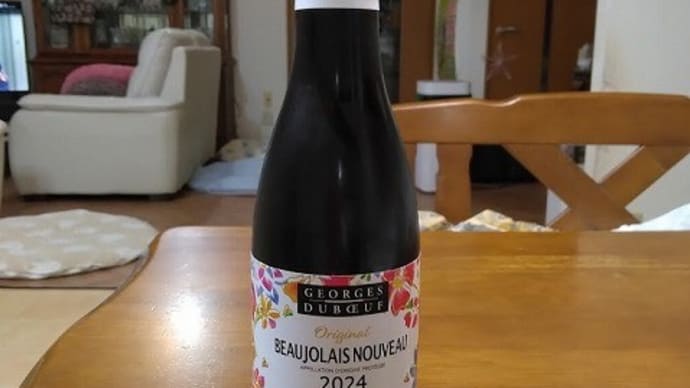 GEORGES
DUBŒUF
Original
BEAUJOLAIS NOUVEAU
APPELLATION D'ORIGINE PROTÉGÉE
2024